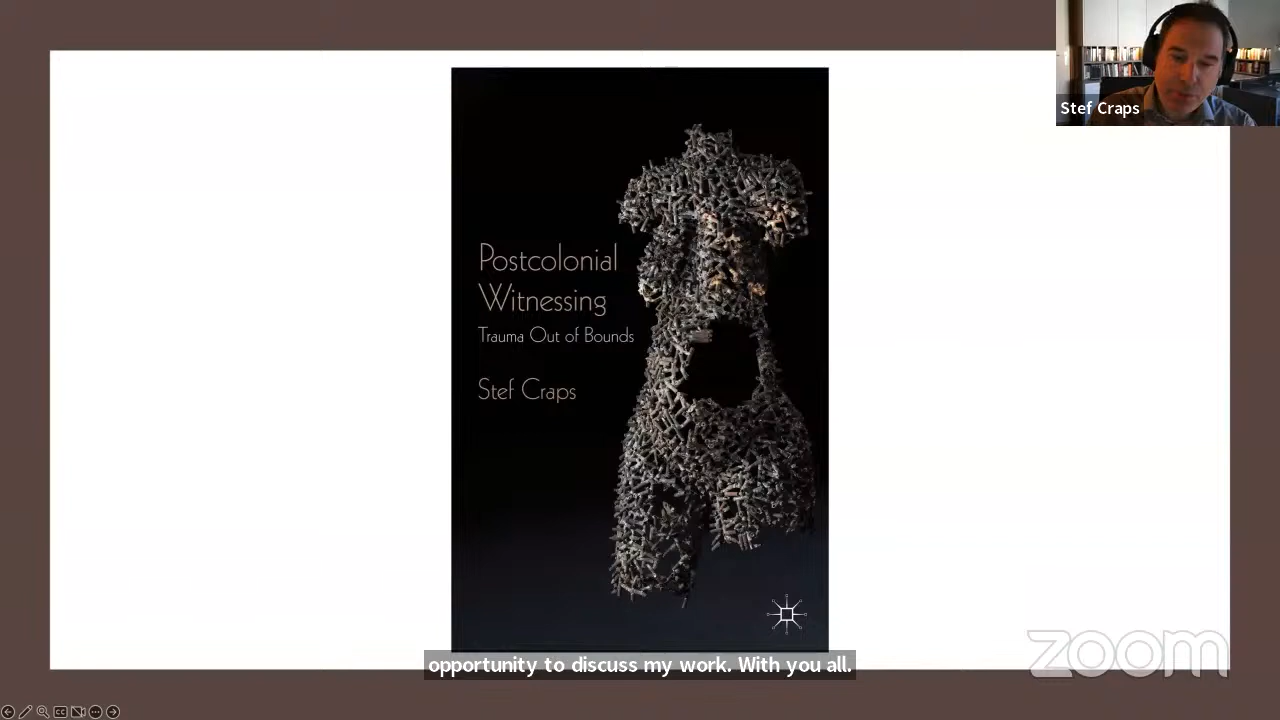 Stef Craps
Postcolonial
Witnessing
Trauma Out of Bounds
Stef Craps
zoom
opportunity to discuss my work. With you all.
CC